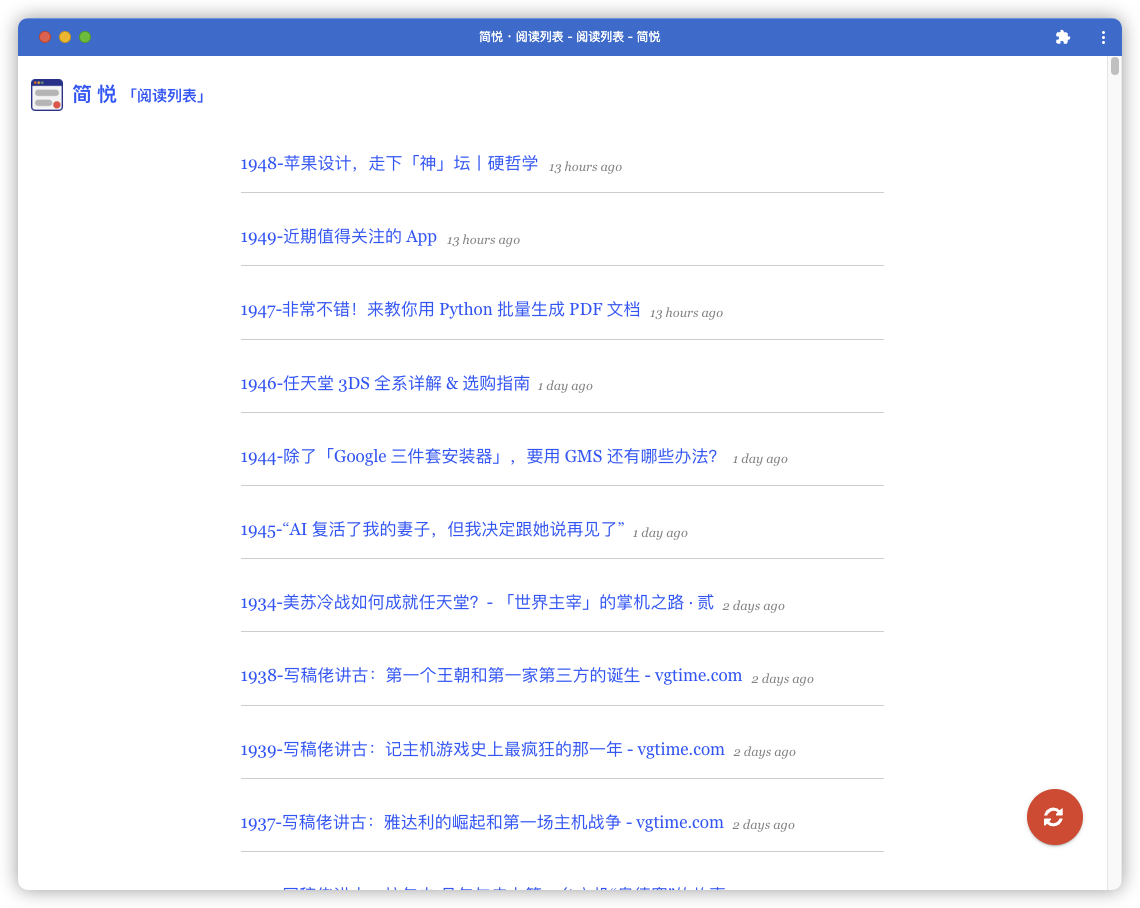 简悦 · 阅读列表 - 阅读列表 - 简悦
简 悦 「阅读列表」
1948-苹果设计，走下「神」坛丨硬哲学 13 hours ago
1949-近期值得关注的 App 13 hours ago
1947-非常不错！来教你用 Python 批量生成 PDF 文档 13 hours ago
1946-任天堂 3DS 全系详解 & 选购指南 1 day ago
1944-除了「Google 三件套安装器」，要用 GMS 还有哪些办法？ 1 day ago
1945-“AI 复活了我的妻子，但我决定跟她说再见了” 1 day ago
1934-美苏冷战如何成就任天堂？- 「世界主宰」的掌机之路 · 贰 2 days ago
1938-写稿佬讲古：第一个王朝和第一家第三方的诞生 - vgtime.com 2 days ago
1939-写稿佬讲古：记主机游戏史上最疯狂的那一年 - vgtime.com 2 days ago
1937-写稿佬讲古：雅达利的崛起和第一场主机战争 - vgtime.com 2 days ago